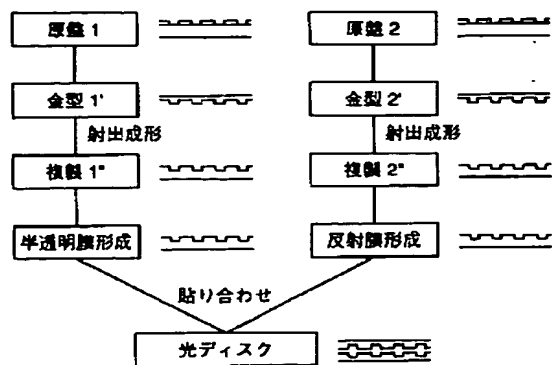 原盤 1
原盤 2
金型 1'
金型 2'
射出成形
射出成形
複製 1"
複製 2"
半透明膜形成
反射膜形成
貼り合わせ
光ディスク